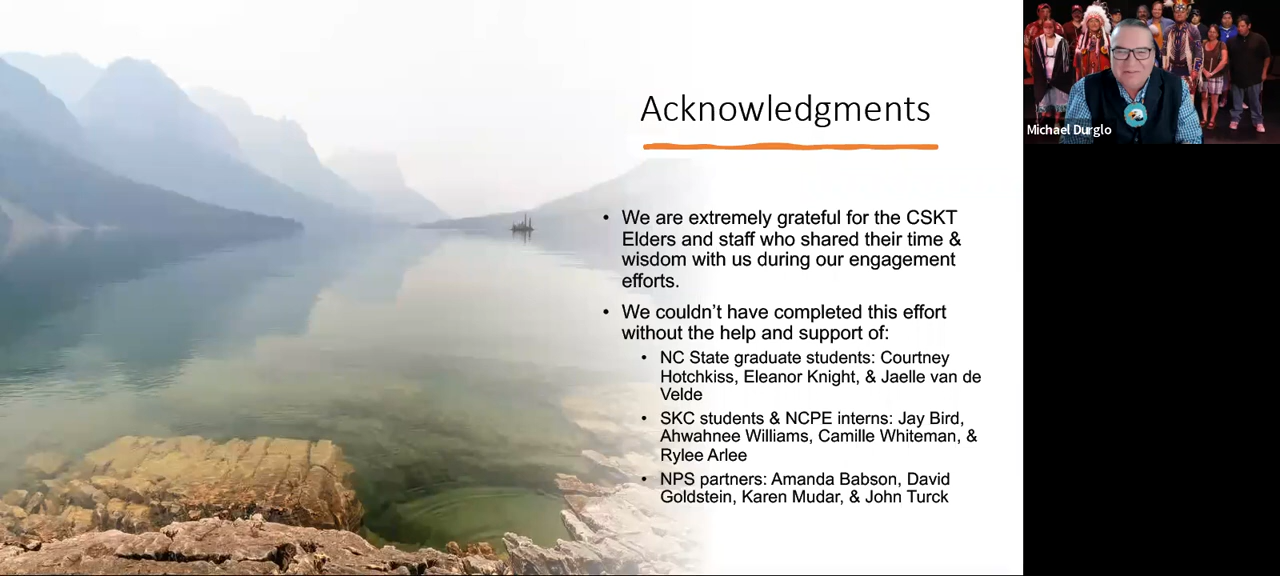 Acknowledgments
• We are extremely grateful for the CSKT
Elders and staff who shared their time &
wisdom with us during our engagement
efforts.
• We couldn't have completed this effort
without the help and support of:
• NC State graduate students: Courtney
Hotchkiss, Eleanor Knight, & Jaelle van de
Velde
• SKC students & NCPE interns: Jay Bird,
Ahwahnee Williams, Camille Whiteman, &
Rylee Arlee
• NPS partners: Amanda Babson, David
Goldstein, Karen Mudar, & John Turck
Michael Durglo